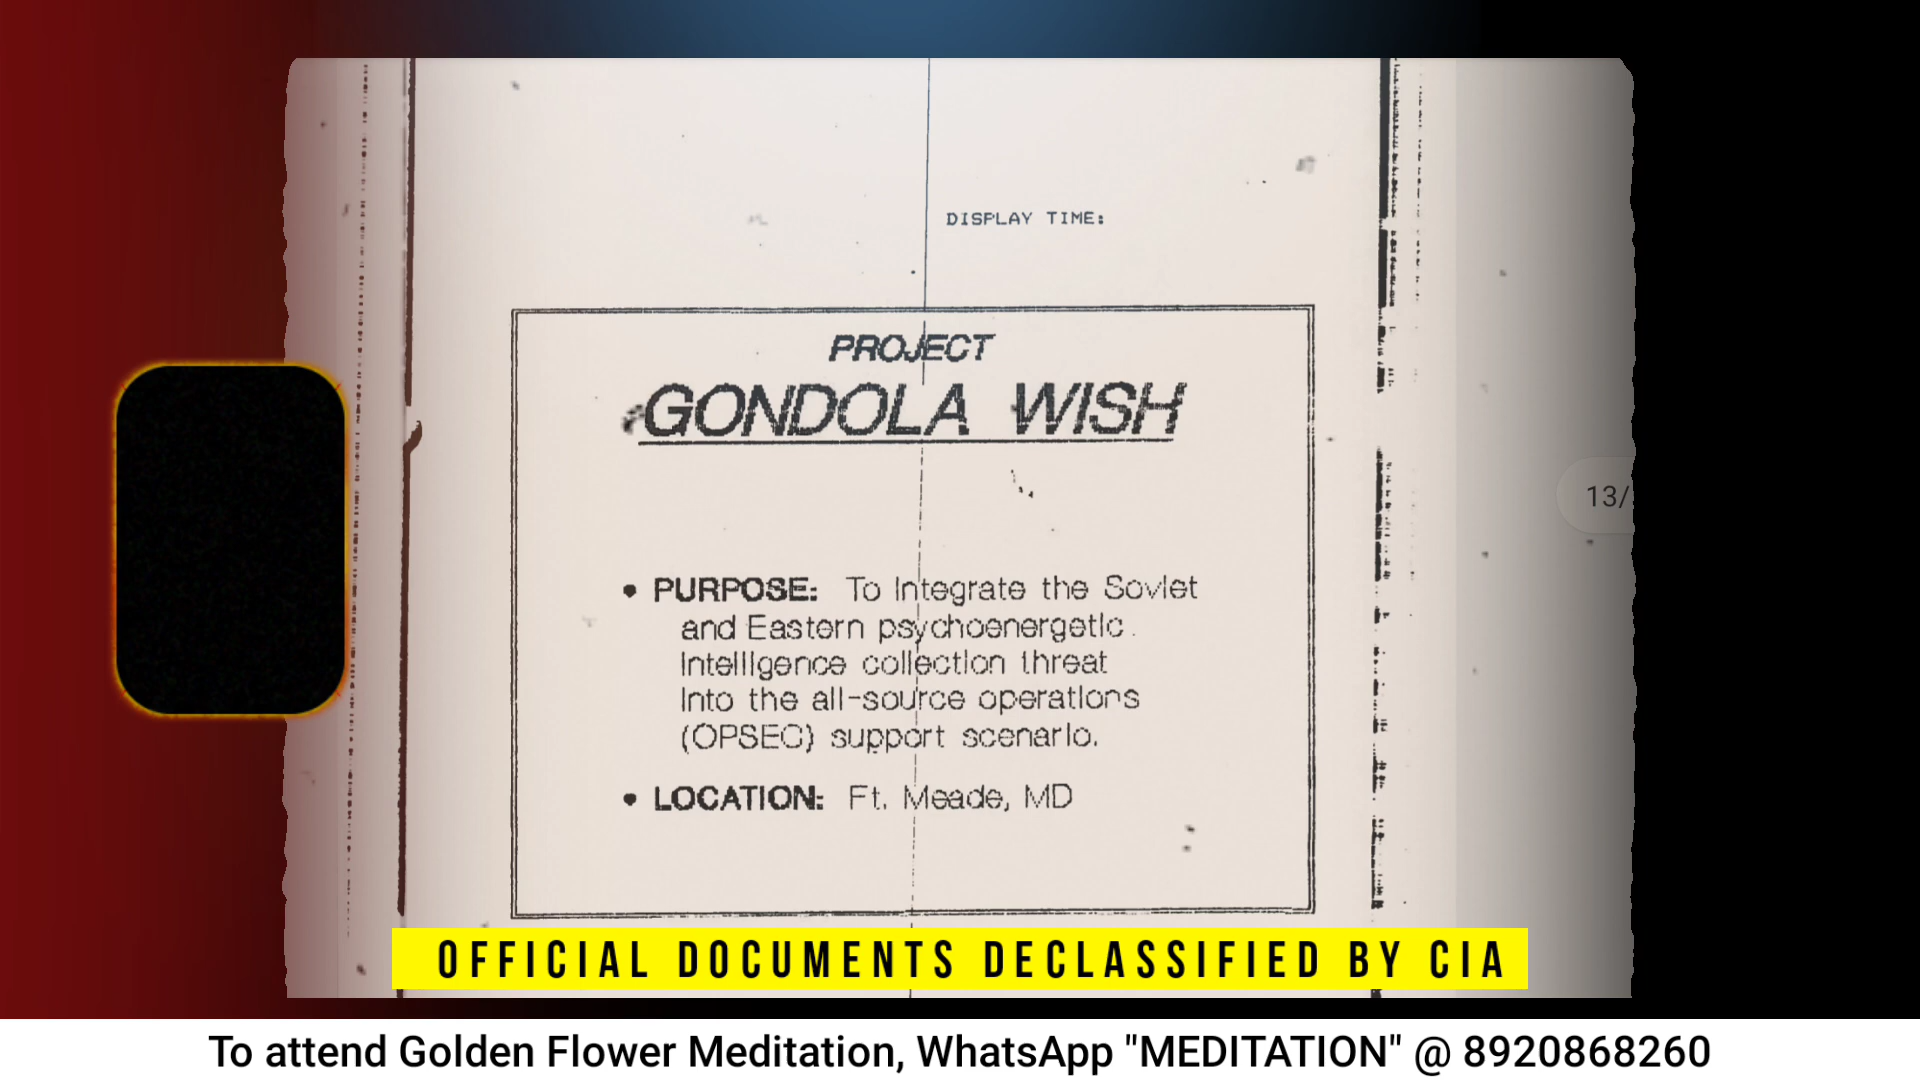 DISPLAY TIME:
PROJECT
GONDOLA WISH
• PURPOSE: To Integrate the Soviet
and Eastern psychoenergetic
Intelligence collection threat
Into the all-source operations
(OPSEC) support scenario.
• LOCATION: Ft. Meade, MD
13/
OFFICIAL DOCUMENTS DECLASSIFIED BY CIA
To attend Golden Flower Meditation, WhatsApp "MEDITATION" @ 8920868260